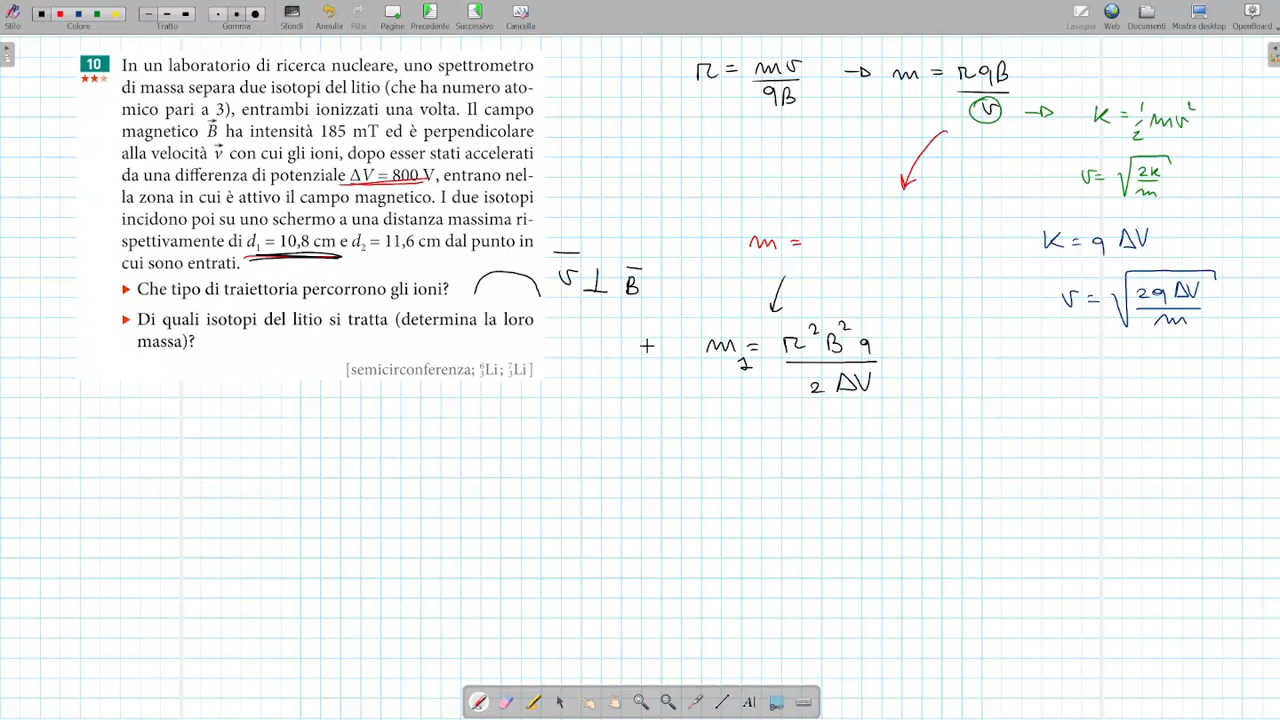 Stilo
Colore
Tratto
Gomma
Sfondi
Annulla
Rifai
Pagine
Precedente
Successivo
Cancella
Lavagna
Web
Documenti
Mostra desktop
OpenBoard
10
In un laboratorio di ricerca nucleare, uno spettrometro
di massa separa due isotopi del litio (che ha numero ato-
mico pari a 3), entrambi ionizzati una volta. Il campo
magnetico B⃗ ha intensità 185 mT ed è perpendicolare
alla velocità v⃗ con cui gli ioni, dopo esser stati accelerati
da una differenza di potenziale ΔV = 800 V, entrano nel-
la zona in cui è attivo il campo magnetico. I due isotopi
incidono poi su uno schermo a una distanza massima ri-
spettivamente di d₁ = 10,8 cm e d₂ = 11,6 cm dal punto in
cui sono entrati.
▸ Che tipo di traiettoria percorrono gli ioni?
▸ Di quali isotopi del litio si tratta (determina la loro
massa)?
[semicirconferenza; ⁶₃Li; ⁷₃Li]
v̅ ⊥ B̅
r = mv / qB → m = rqB / v → K = 1/2 mv²
v = √(2K/m)
m =
K = q ΔV
v = √(2qΔV/m)
+ m₁ = r² B² q / 2 ΔV